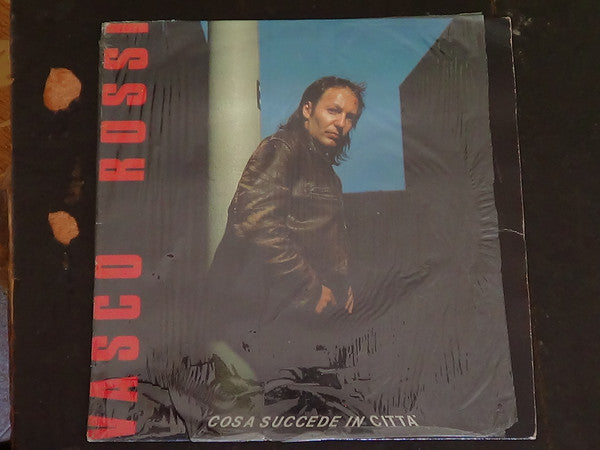 VASCO ROSSI
COSA SUCCEDE IN CITTA'